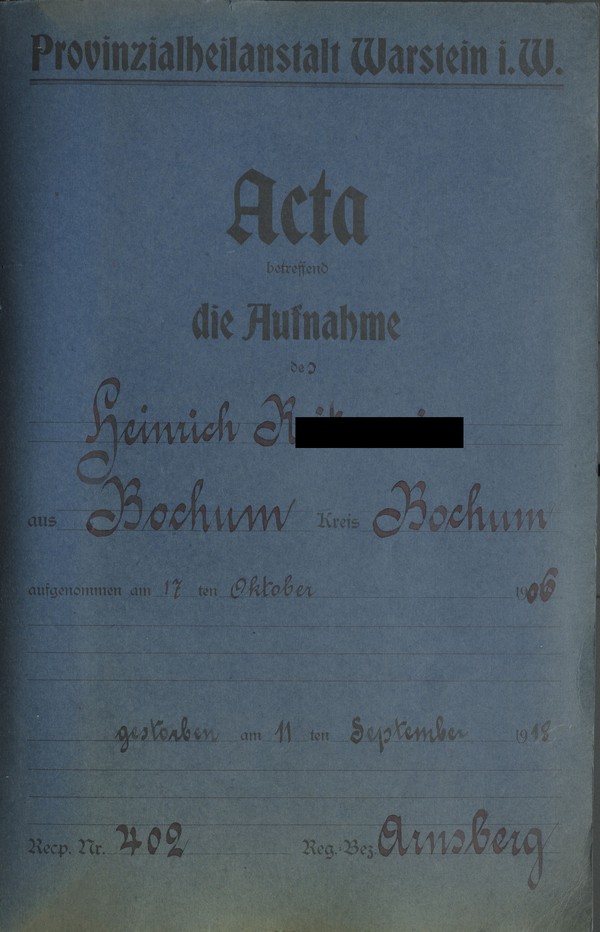 Provinzialheilanstalt Warstein i. W.
Acta
betreffend
die Aufnahme
des
Heinrich
aus Bochum Kreis Bochum
aufgenommen am 17 ten Oktober 1906
gestorben am 11 ten September 1918
Recp. Nr. 402 Reg. Bez. Arnsberg